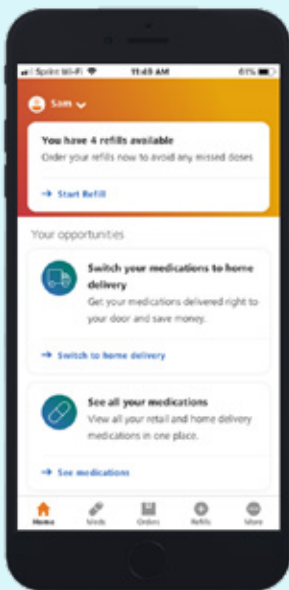 Sprint Wi-Fi 11:49 AM 61%
Sam
You have 4 refills available
Order your refills now to avoid any missed doses
→ Start Refill
Your opportunities
Switch your medications to home
delivery
Get your medications delivered right to
your door and save money.
→ Switch to home delivery
See all your medications
View all your retail and home delivery
medications in one place.
→ See medications
Home Meds Orders Refills More